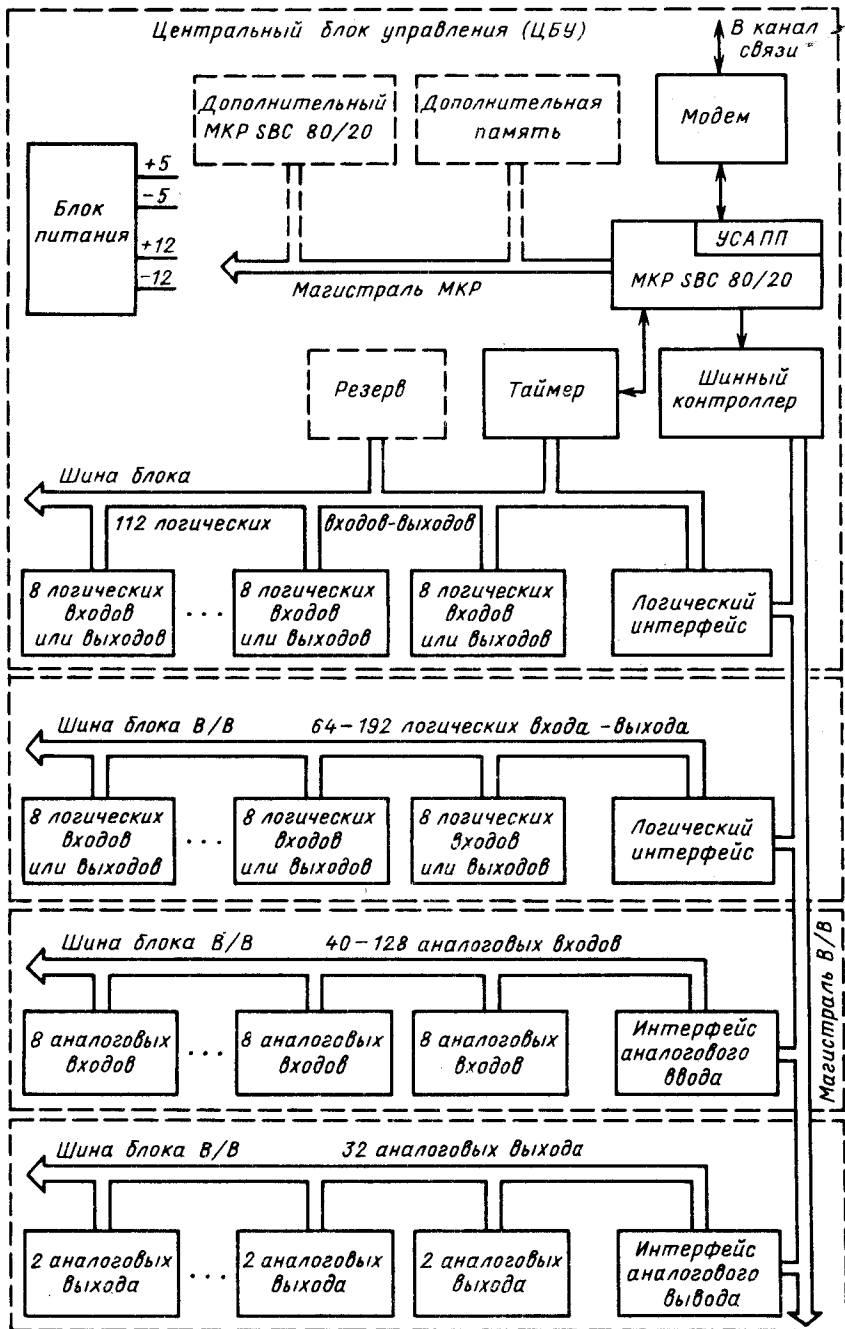 Центральный блок управления (ЦБУ)
В канал
связи
Дополнительный
МКР SBC 80/20
Дополнительная
память
Модем
Блок
питания
+5
-5
+12
-12
УСАПП
МКР SBC 80/20
Магистраль МКР
Резерв
Таймер
Шинный
контроллер
Шина блока
112 логических входов-выходов
8 логических
входов
или выходов
...
8 логических
входов
или выходов
8 логических
входов
или выходов
Логический
интерфейс
Шина блока В/В
64-192 логических входа-выхода
8 логических
входов
или выходов
...
8 логических
входов
или выходов
8 логических
входов
или выходов
Логический
интерфейс
Шина блока В/В
40-128 аналоговых входов
8 аналоговых
входов
...
8 аналоговых
входов
8 аналоговых
входов
Интерфейс
аналогового
ввода
Магистраль В/В
Шина блока В/В
32 аналоговых выхода
2 аналоговых
выхода
...
2 аналоговых
выхода
2 аналоговых
выхода
Интерфейс
аналогового
вывода